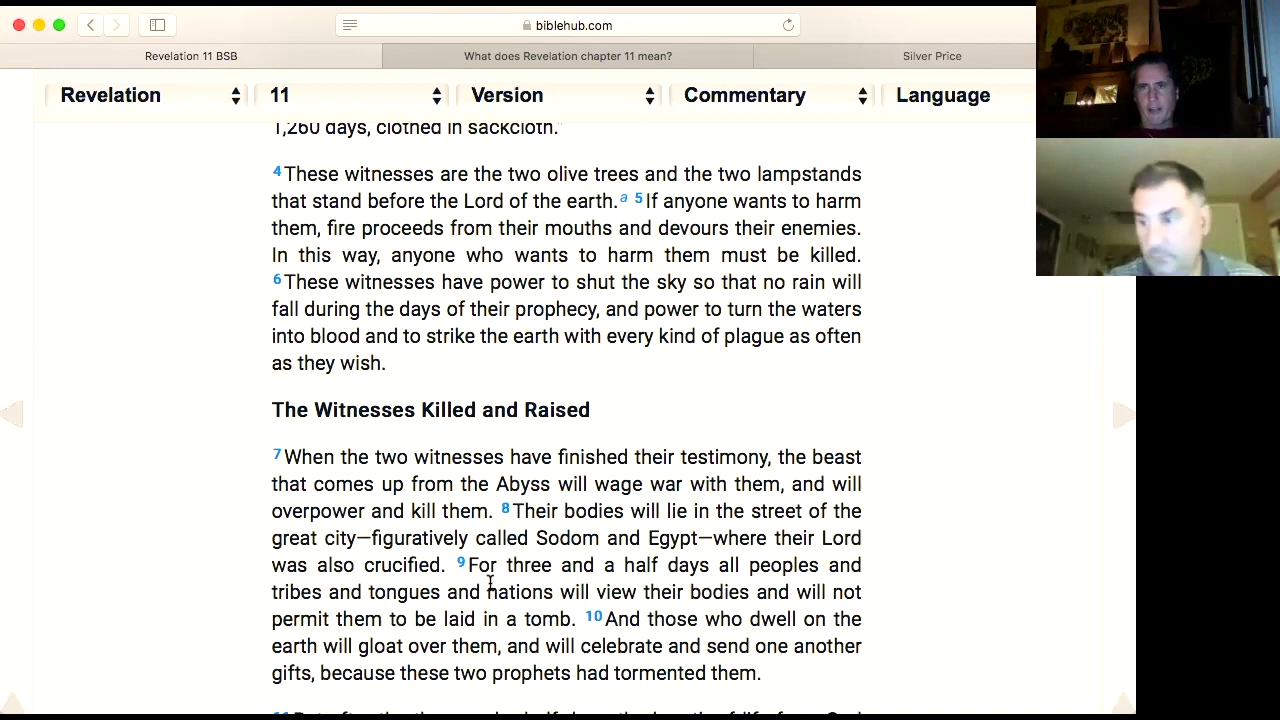 biblehub.com
Revelation 11 BSB
What does Revelation chapter 11 mean?
Silver Price
Revelation
11
Version
Commentary
Language
1,260 days, clothed in sackcloth."
4 These witnesses are the two olive trees and the two lampstands
that stand before the Lord of the earth. a 5 If anyone wants to harm
them, fire proceeds from their mouths and devours their enemies.
In this way, anyone who wants to harm them must be killed.
6 These witnesses have power to shut the sky so that no rain will
fall during the days of their prophecy, and power to turn the waters
into blood and to strike the earth with every kind of plague as often
as they wish.
The Witnesses Killed and Raised
7 When the two witnesses have finished their testimony, the beast
that comes up from the Abyss will wage war with them, and will
overpower and kill them. 8 Their bodies will lie in the street of the
great city—figuratively called Sodom and Egypt—where their Lord
was also crucified. 9 For three and a half days all peoples and
tribes and tongues and nations will view their bodies and will not
permit them to be laid in a tomb. 10 And those who dwell on the
earth will gloat over them, and will celebrate and send one another
gifts, because these two prophets had tormented them.